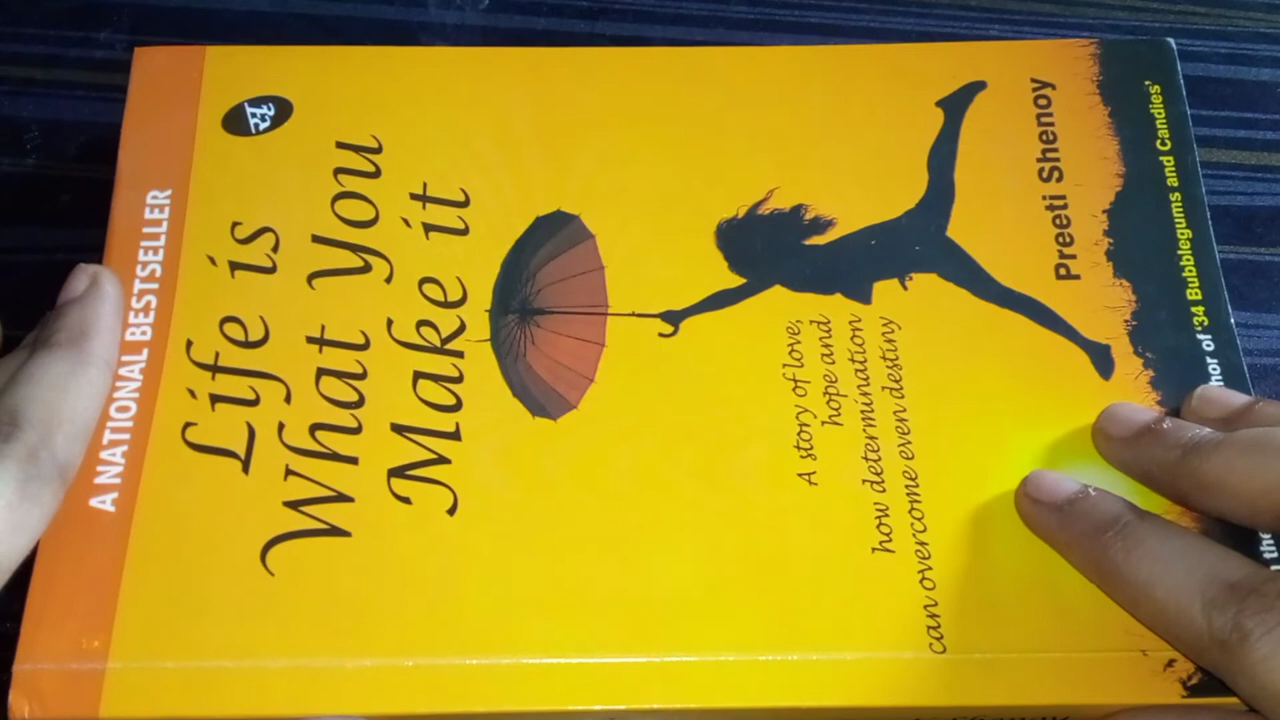 A NATIONAL BESTSELLER
Life is
What You
Make it
A story of love,
hope and
how determination
can overcome even destiny
Preeti Shenoy
of '34 Bubblegums and Candies'